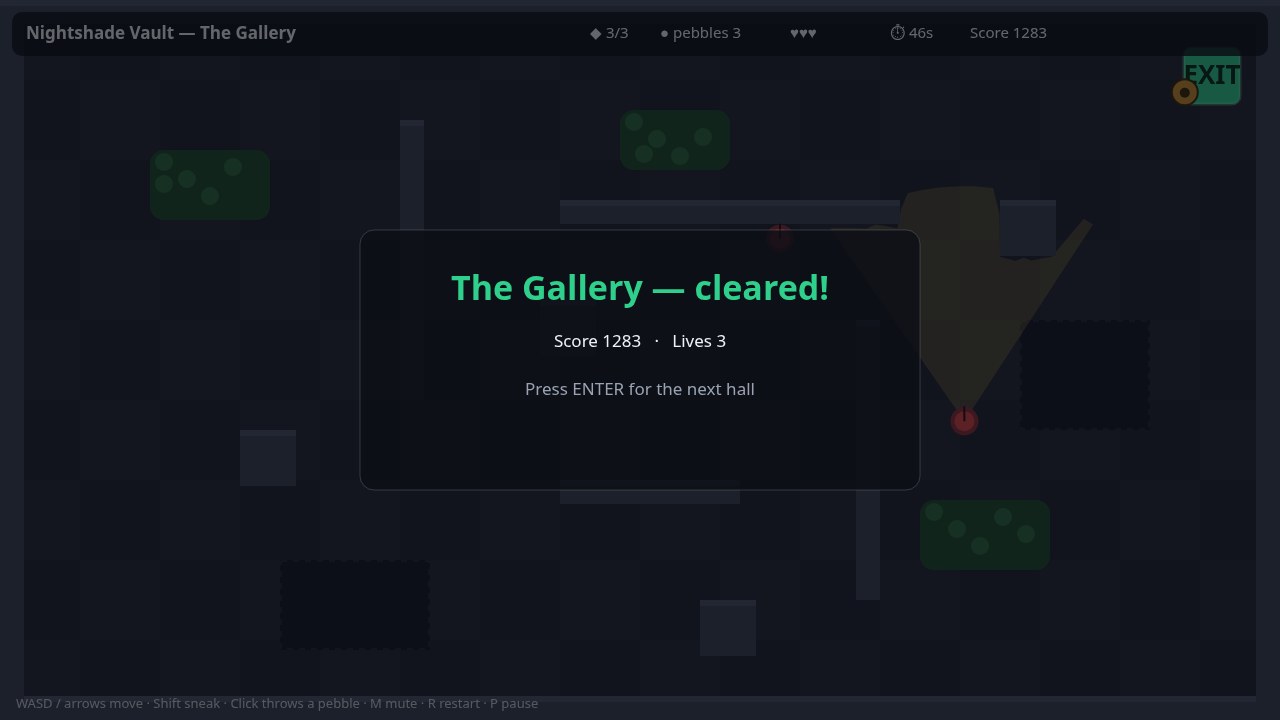 Nightshade Vault — The Gallery
◆ 3/3 ● pebbles 3 ♥♥♥ ⏱ 46s Score 1283
EXIT
The Gallery — cleared!
Score 1283 · Lives 3
Press ENTER for the next hall
WASD / arrows move · Shift sneak · Click throws a pebble · M mute · R restart · P pause